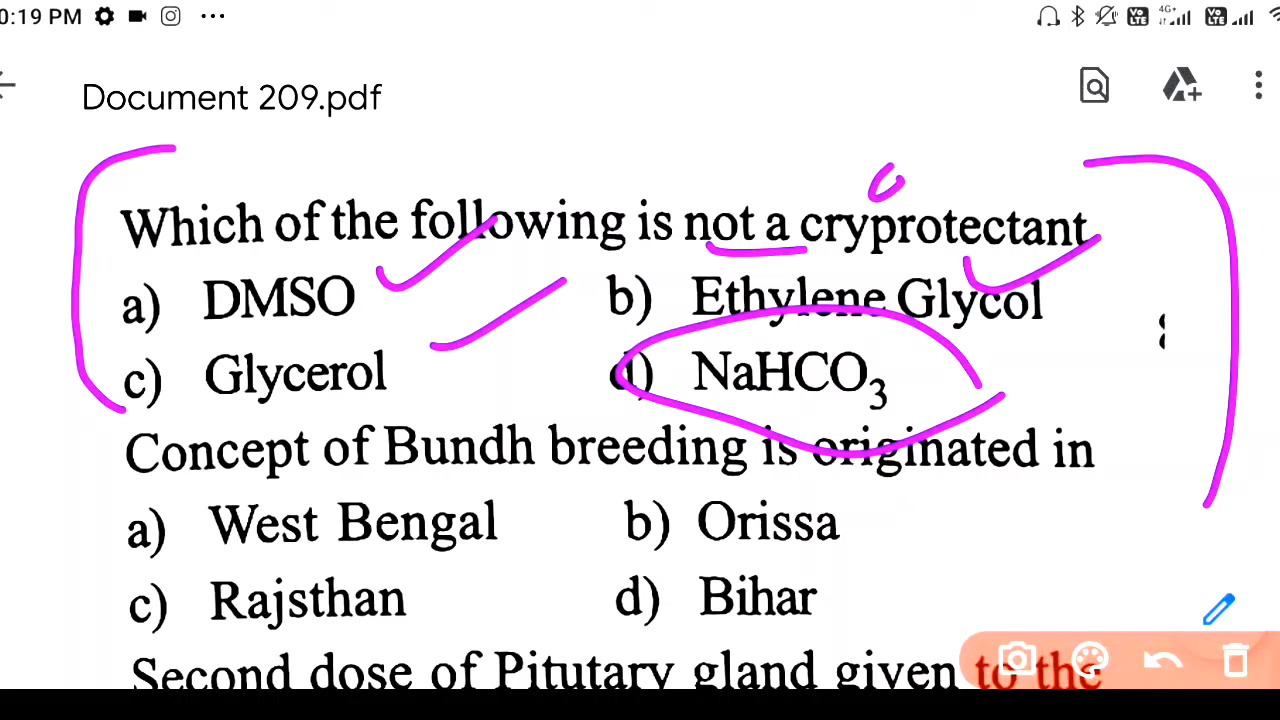 0:19 PM ...
Document 209.pdf
Which of the following is not a cryprotectant
a) DMSO b) Ethylene Glycol
c) Glycerol d) NaHCO₃
Concept of Bundh breeding is originated in
a) West Bengal b) Orissa
c) Rajsthan d) Bihar
Second dose of Pitutary gland given to the